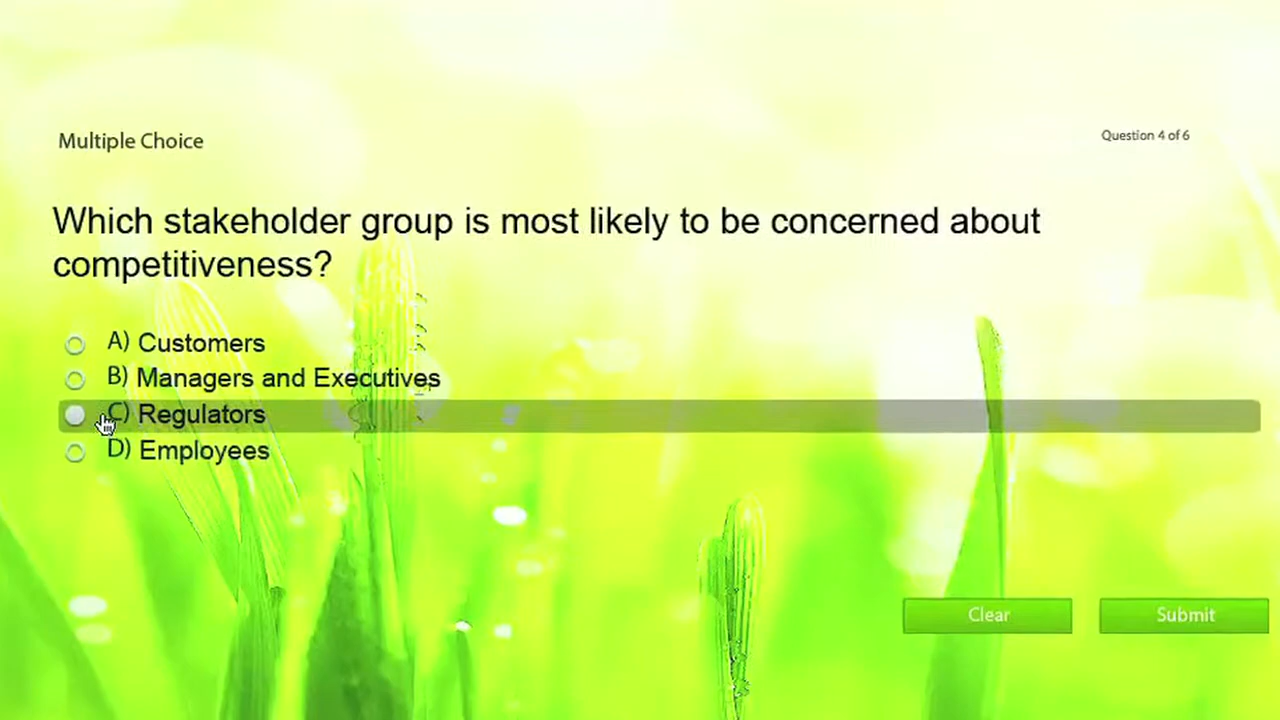 Multiple Choice
Question 4 of 6
Which stakeholder group is most likely to be concerned about
competitiveness?
A) Customers
B) Managers and Executives
C) Regulators
D) Employees
Clear
Submit